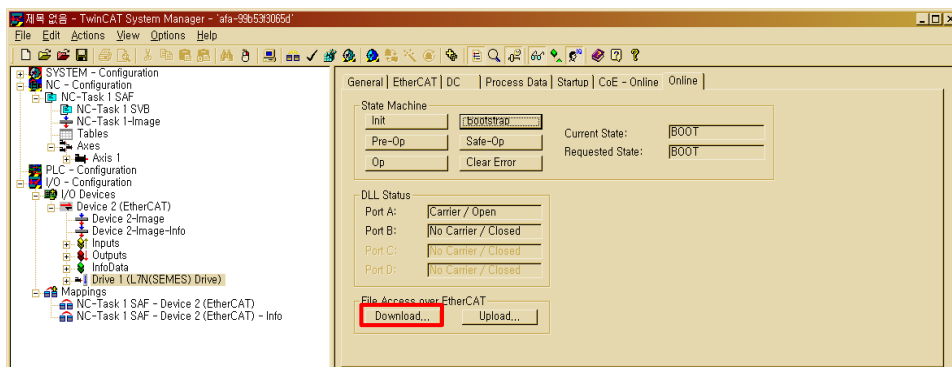 제목 없음 - TwinCAT System Manager - 'afa-99b53f3065d'
File Edit Actions View Options Help
SYSTEM - Configuration
NC - Configuration
NC-Task 1 SAF
NC-Task 1 SVB
NC-Task 1-Image
Tables
Axes
Axis 1
PLC - Configuration
I/O - Configuration
I/O Devices
Device 2 (EtherCAT)
Device 2-Image
Device 2-Image-Info
Inputs
Outputs
InfoData
Drive 1 (L7N(SEMES) Drive)
Mappings
NC-Task 1 SAF - Device 2 (EtherCAT)
NC-Task 1 SAF - Device 2 (EtherCAT) - Info
General EtherCAT DC Process Data Startup CoE - Online Online
State Machine
Init Bootstrap
Pre-Op Safe-Op
Op Clear Error
Current State: BOOT
Requested State: BOOT
DLL Status
Port A: Carrier / Open
Port B: No Carrier / Closed
Port C: No Carrier / Closed
Port D: No Carrier / Closed
File Access over EtherCAT
Download... Upload...